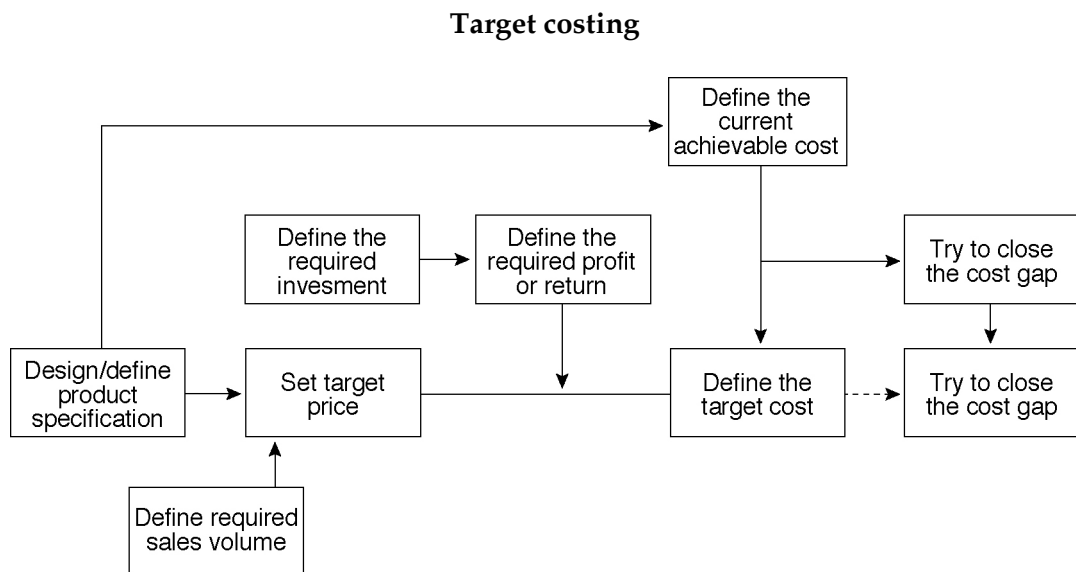 Target costing
Define the
current
achievable cost
Define the
required
invesment
Define the
required profit
or return
Try to close
the cost gap
Design/define
product
specification
Set target
price
Define the
target cost
Try to close
the cost gap
Define required
sales volume